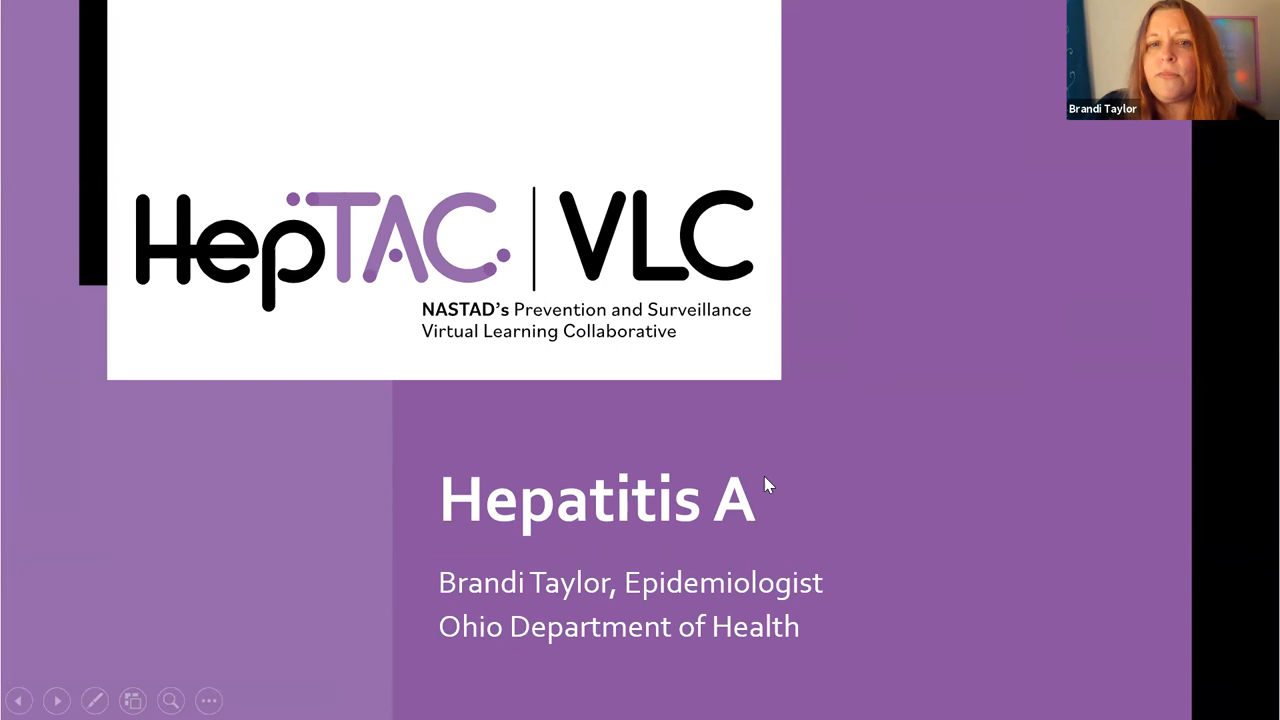 HepTAC | VLC
NASTAD's Prevention and Surveillance
Virtual Learning Collaborative
Brandi Taylor
Hepatitis A
Brandi Taylor, Epidemiologist
Ohio Department of Health